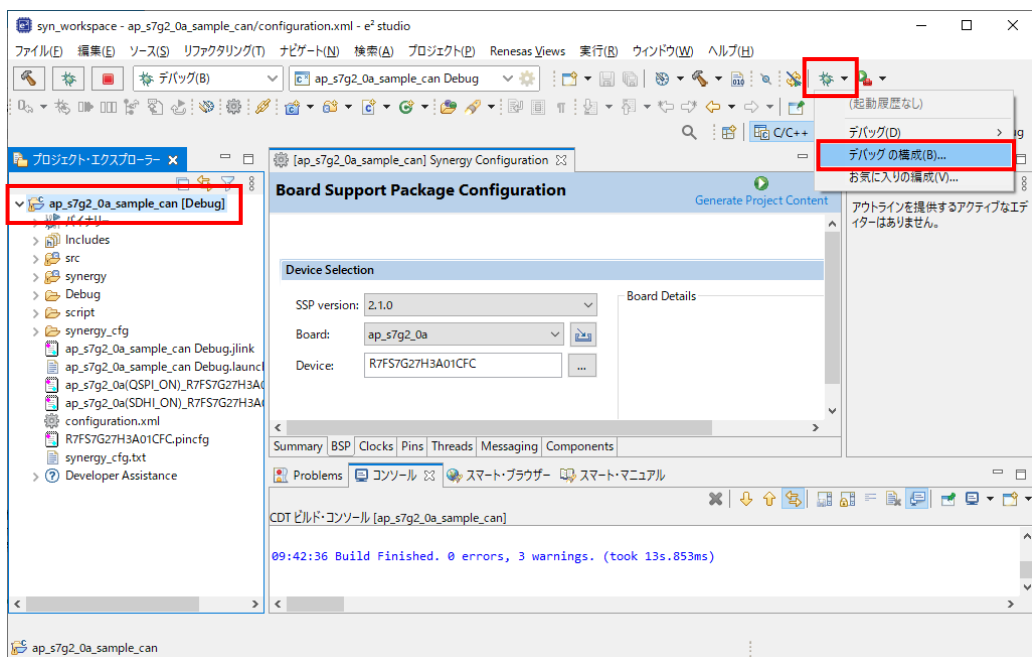 syn_workspace - ap_s7g2_0a_sample_can/configuration.xml - e² studio
ファイル(F) 編集(E) ソース(S) リファクタリング(T) ナビゲート(N) 検索(A) プロジェクト(P) Renesas Views 実行(R) ウィンドウ(W) ヘルプ(H)
デバッグ(B)
ap_s7g2_0a_sample_can Debug
(起動履歴なし)
C/C++
デバッグ(D)
デバッグ の構成(B)...
お気に入りの構成(V)...
プロジェクト・エクスプローラー
[ap_s7g2_0a_sample_can] Synergy Configuration
ap_s7g2_0a_sample_can [Debug]
バイナリー
Includes
src
synergy
Debug
script
synergy_cfg
ap_s7g2_0a_sample_can Debug.jlink
ap_s7g2_0a_sample_can Debug.launc
ap_s7g2_0a(QSPI_ON)_R7FS7G27H3A0
ap_s7g2_0a(SDHI_ON)_R7FS7G27H3A
configuration.xml
R7FS7G27H3A01CFC.pincfg
synergy_cfg.txt
Developer Assistance
Board Support Package Configuration
Generate Project Content
Device Selection
SSP version: 2.1.0
Board: ap_s7g2_0a
Device: R7FS7G27H3A01CFC
...
Board Details
Summary BSP Clocks Pins Threads Messaging Components
アウトラインを提供するアクティブなエデ
ィターはありません。
Problems コンソール スマート・ブラウザー スマート・マニュアル
CDT ビルド・コンソール [ap_s7g2_0a_sample_can]
09:42:36 Build Finished. 0 errors, 3 warnings. (took 13s.853ms)
ap_s7g2_0a_sample_can